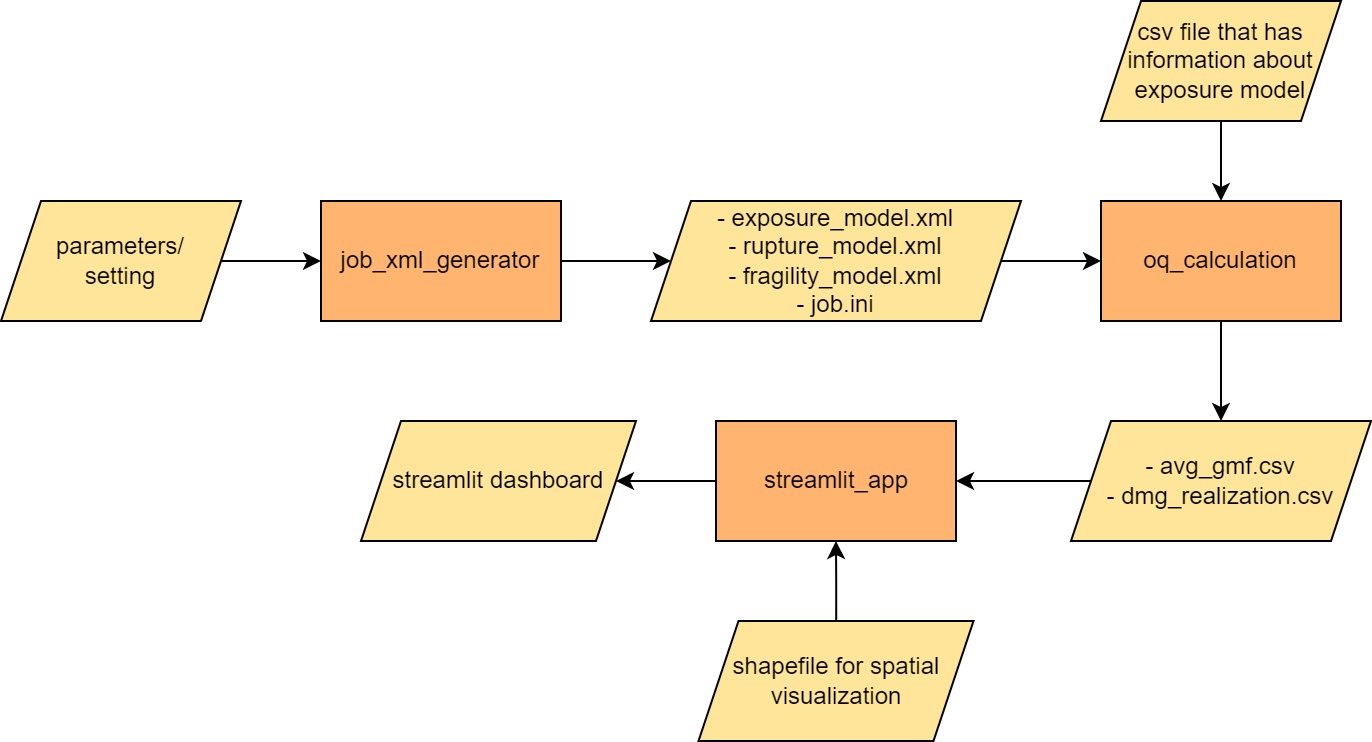 csv file that has
information about
exposure model
parameters/
setting
job_xml_generator
- exposure_model.xml
- rupture_model.xml
- fragility_model.xml
- job.ini
oq_calculation
streamlit dashboard
streamlit_app
- avg_gmf.csv
- dmg_realization.csv
shapefile for spatial
visualization